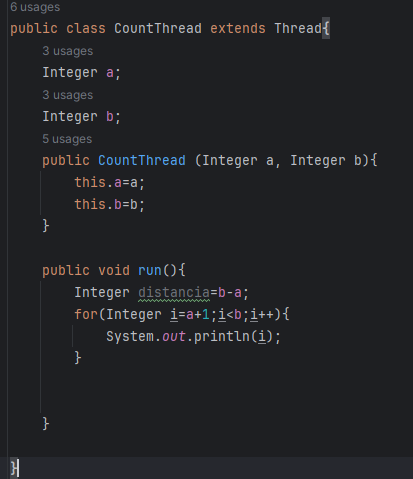 6 usages
public class CountThread extends Thread{
3 usages
Integer a;
3 usages
Integer b;
5 usages
public CountThread (Integer a, Integer b){
this.a=a;
this.b=b;
}
public void run(){
Integer distancia=b-a;
for(Integer i=a+1;i<b;i++){
System.out.println(i);
}
}
}